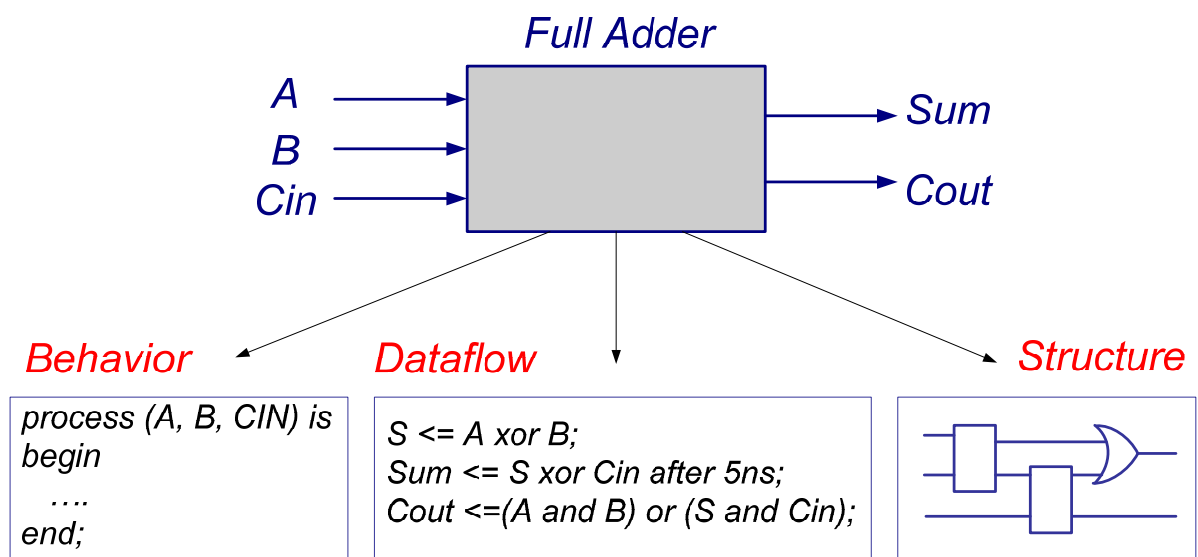 Full Adder
A
B
Cin
Sum
Cout
Behavior
process (A, B, CIN) is
begin
….
end;
Dataflow
S <= A xor B;
Sum <= S xor Cin after 5ns;
Cout <=(A and B) or (S and Cin);
Structure